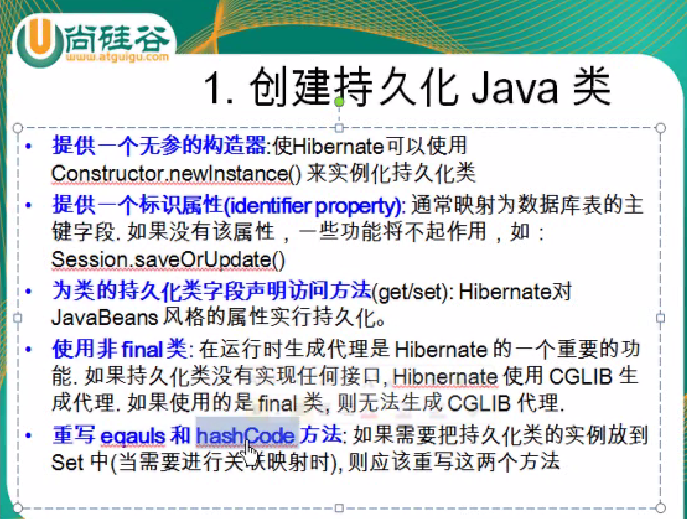 尚硅谷
www.atguigu.com
1. 创建持久化 Java 类
• 提供一个无参的构造器:使Hibernate可以使用
Constructor.newInstance() 来实例化持久化类
• 提供一个标识属性(identifier property): 通常映射为数据库表的主
键字段. 如果没有该属性，一些功能将不起作用，如：
Session.saveOrUpdate()
• 为类的持久化类字段声明访问方法(get/set): Hibernate对
JavaBeans 风格的属性实行持久化。
• 使用非 final 类: 在运行时生成代理是 Hibernate 的一个重要的功
能. 如果持久化类没有实现任何接口, Hibnernate 使用 CGLIB 生
成代理. 如果使用的是 final 类, 则无法生成 CGLIB 代理.
• 重写 eqauls 和 hashCode 方法: 如果需要把持久化类的实例放到
Set 中(当需要进行关联映射时), 则应该重写这两个方法